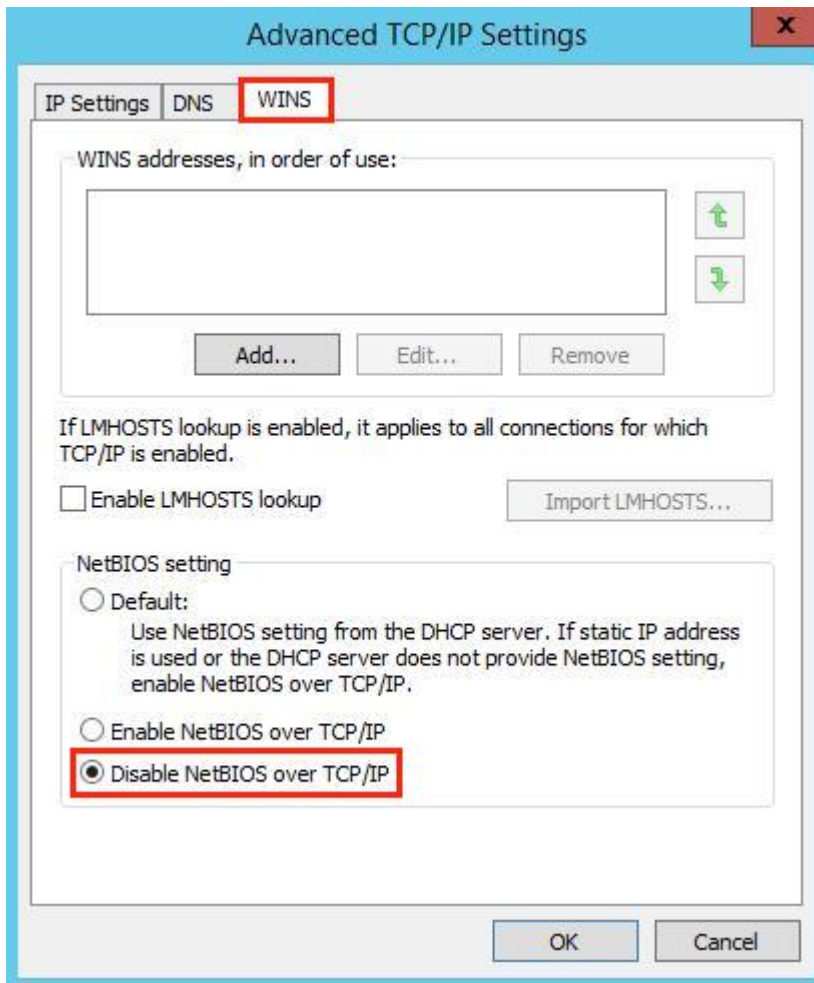 Advanced TCP/IP Settings
x
IP Settings DNS WINS
WINS addresses, in order of use:
Add... Edit... Remove
If LMHOSTS lookup is enabled, it applies to all connections for which
TCP/IP is enabled.
Enable LMHOSTS lookup Import LMHOSTS...
NetBIOS setting
Default:
Use NetBIOS setting from the DHCP server. If static IP address
is used or the DHCP server does not provide NetBIOS setting,
enable NetBIOS over TCP/IP.
Enable NetBIOS over TCP/IP
Disable NetBIOS over TCP/IP
OK Cancel